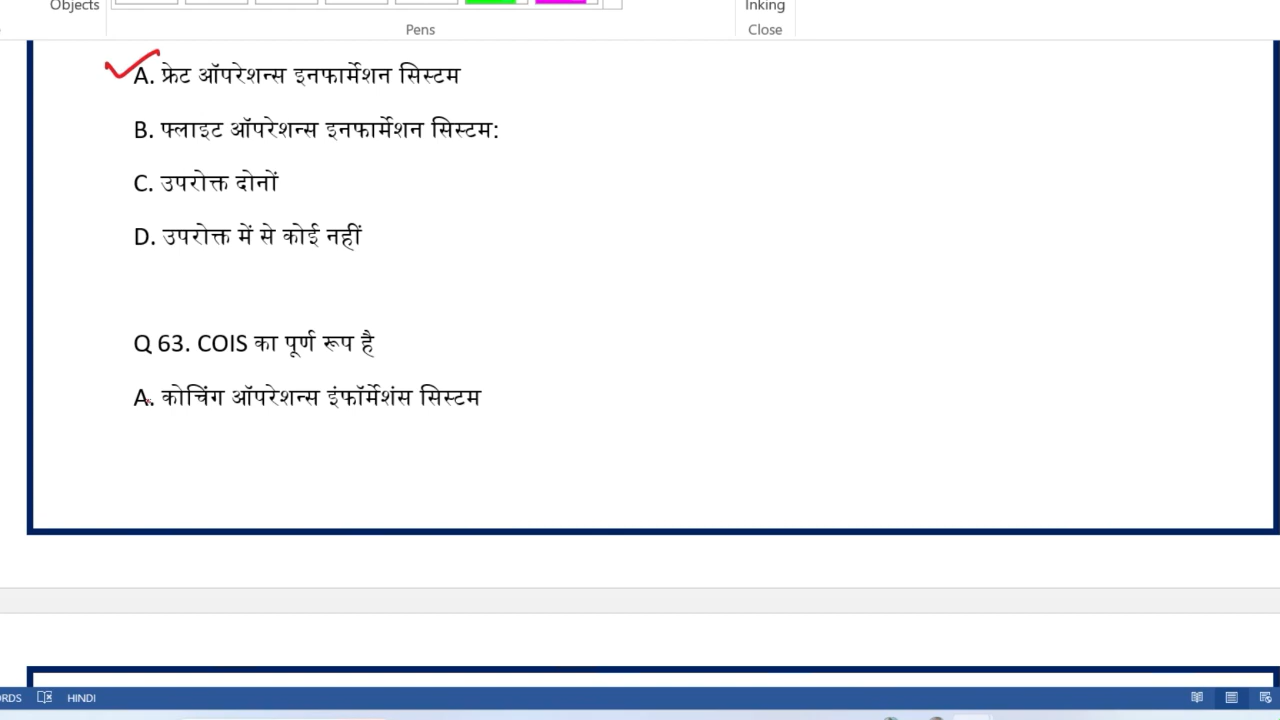 Objects
Pens
Inking
Close
A. फ्रेट ऑपरेशन्स इनफार्मेशन सिस्टम
B. फ्लाइट ऑपरेशन्स इनफार्मेशन सिस्टम:
C. उपरोक्त दोनों
D. उपरोक्त में से कोई नहीं
Q 63. COIS का पूर्ण रूप है
A. कोचिंग ऑपरेशन्स इंफॉर्मेशंस सिस्टम
HINDI